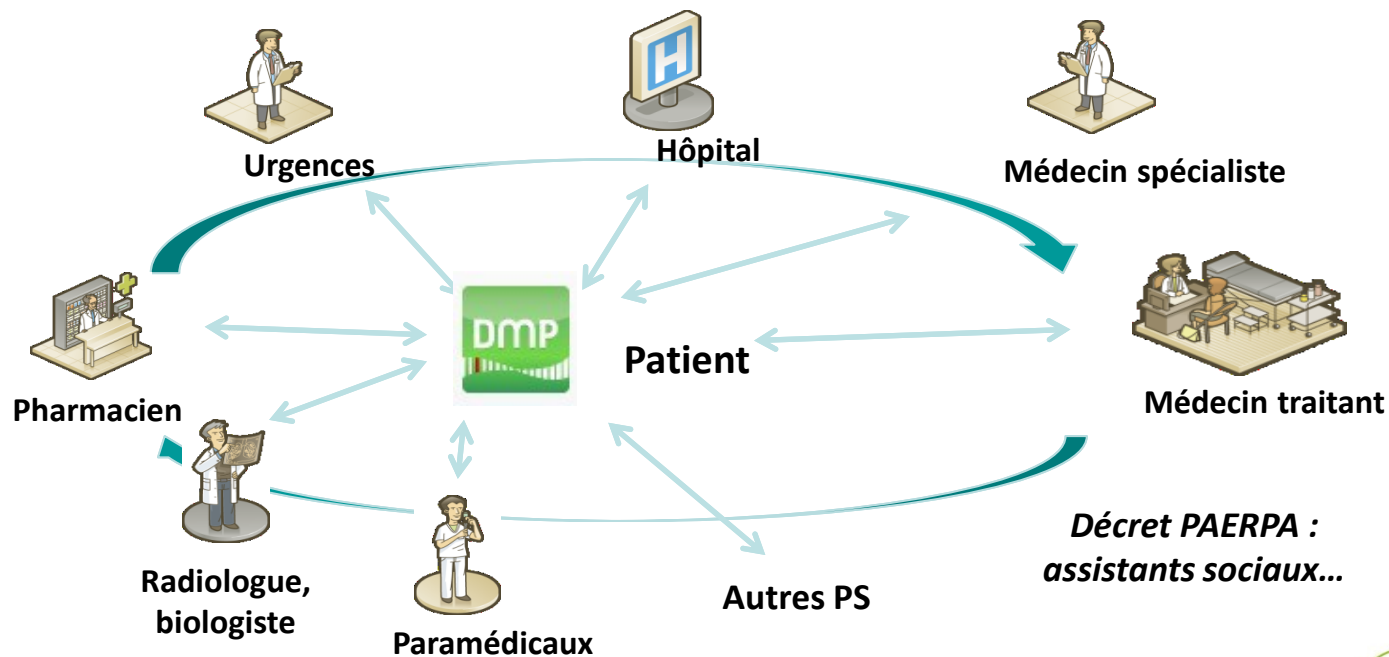 H
Urgences
Hôpital
Médecin spécialiste
DMP
Patient
Pharmacien
Médecin traitant
Radiologue,
biologiste
Paramédicaux
Autres PS
Décret PAERPA :
assistants sociaux…